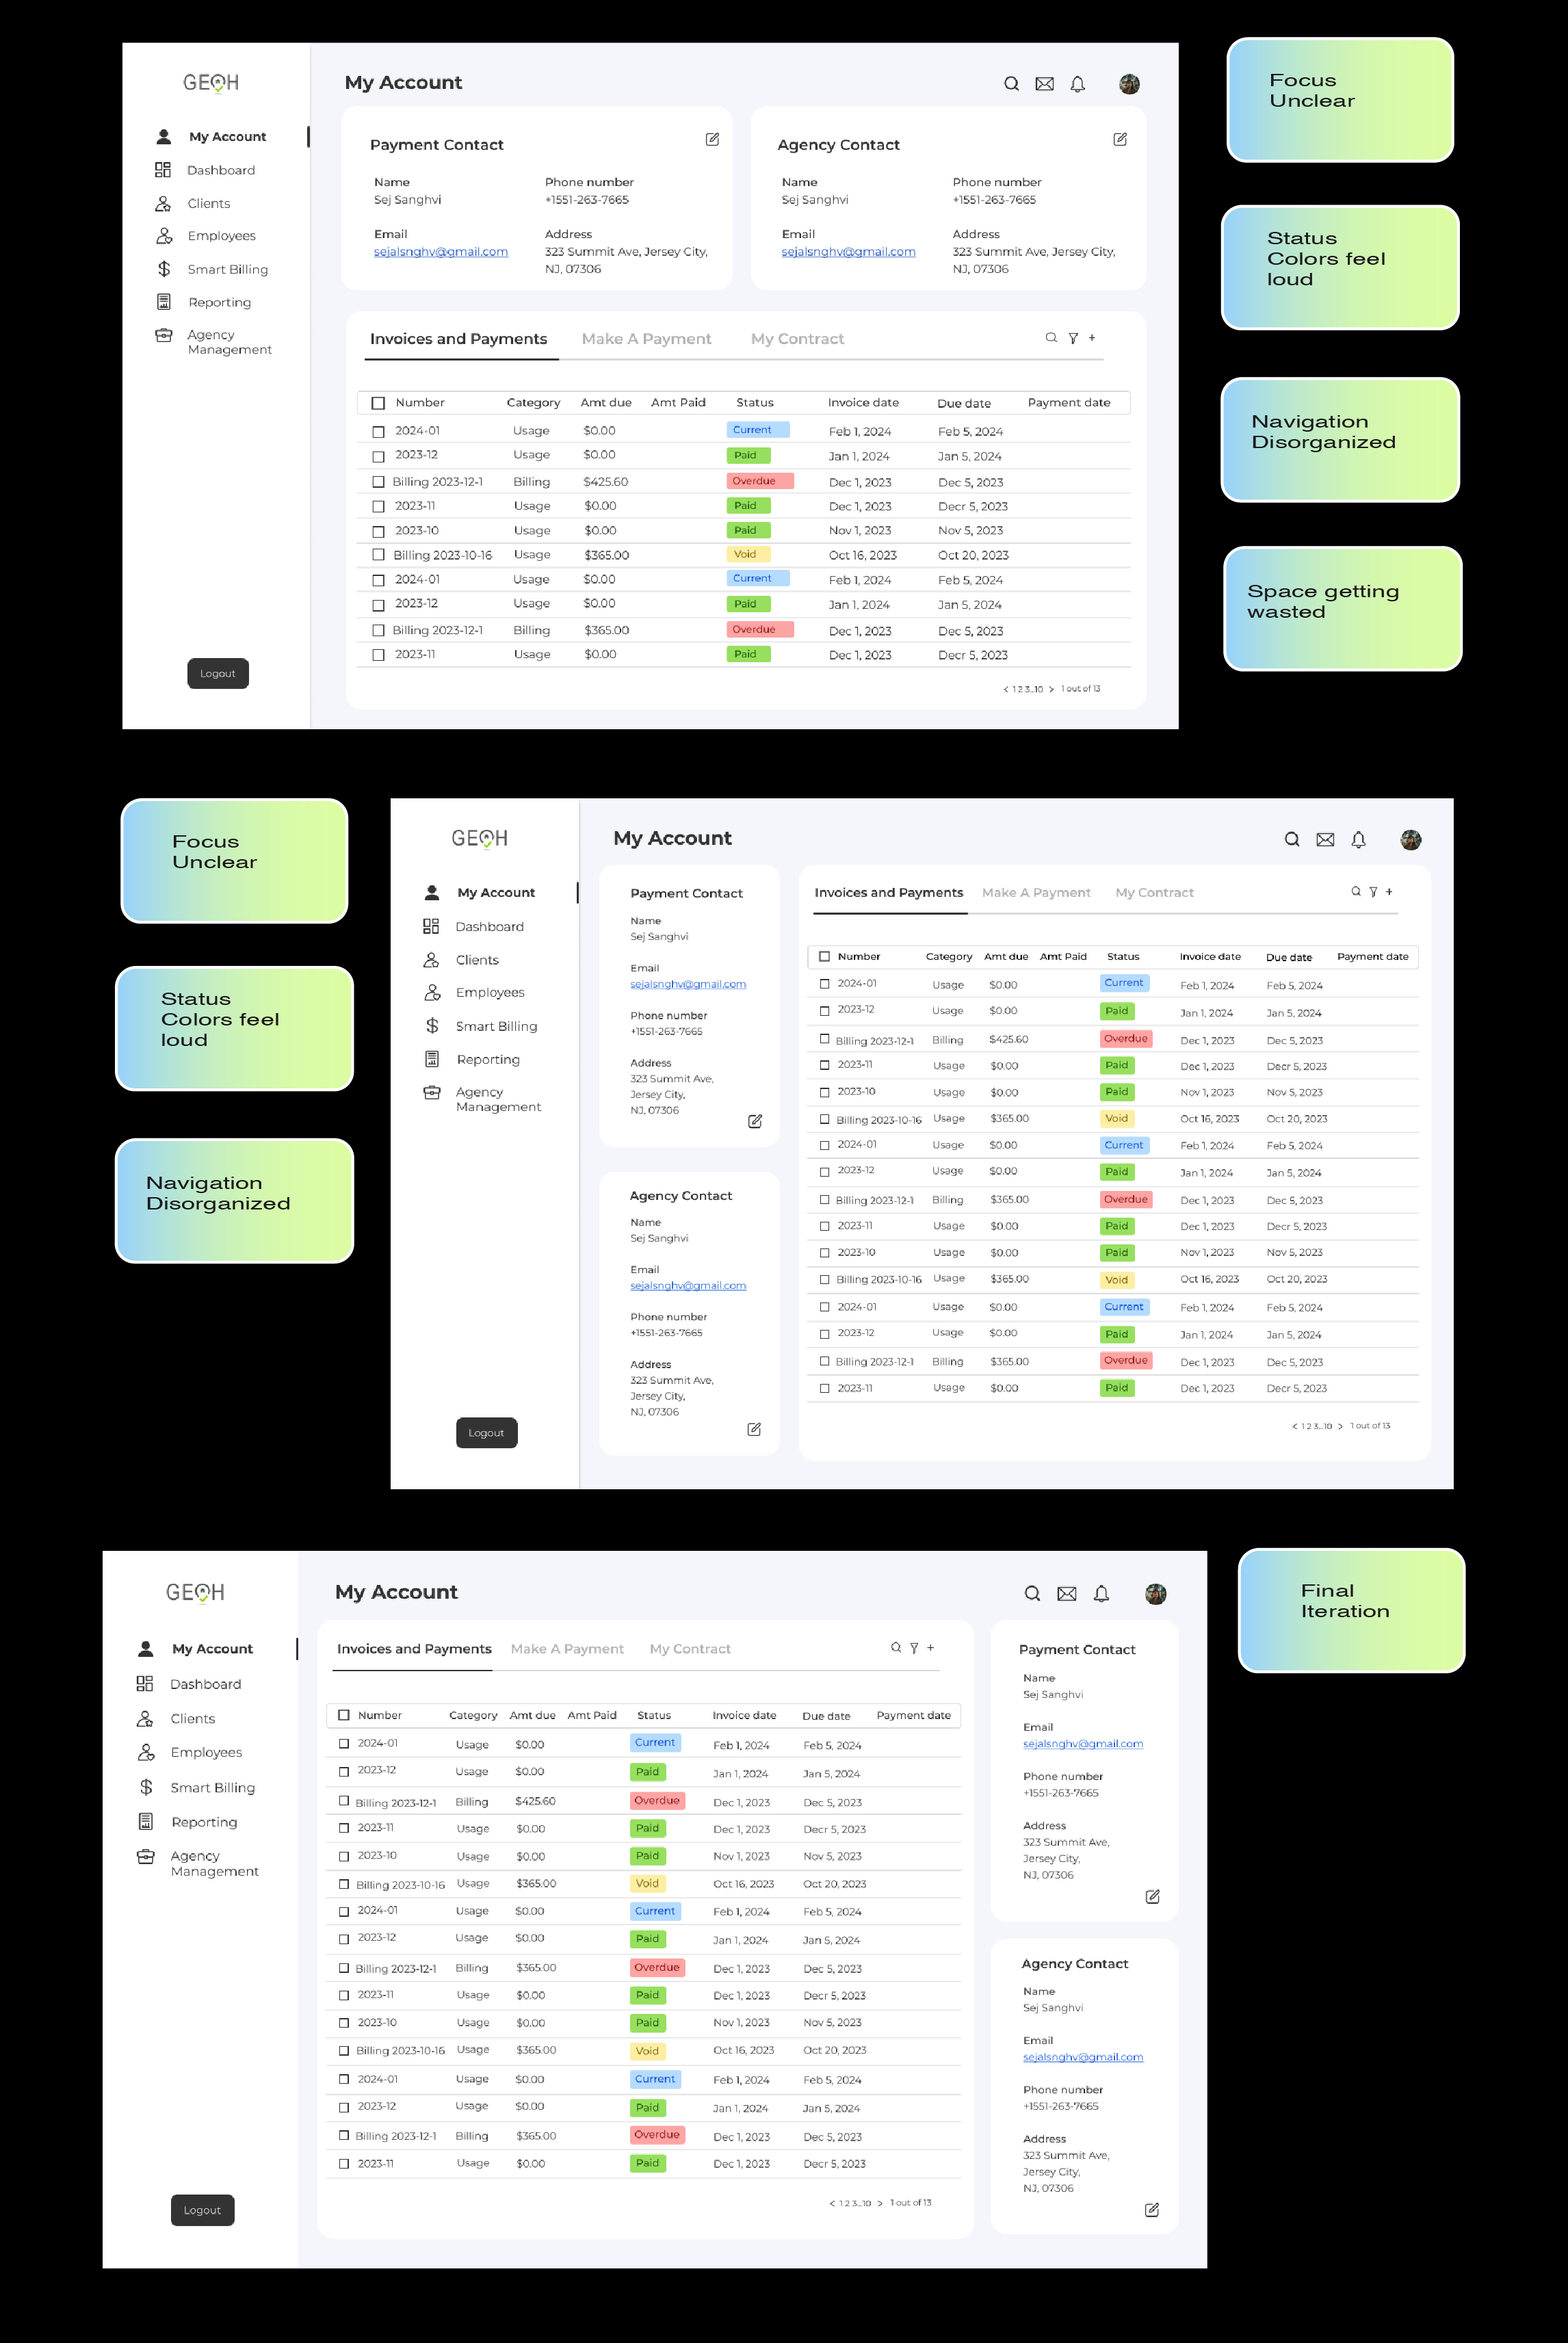 GEOH
My Account
Dashboard
Clients
Employees
Smart Billing
Reporting
Agency
Management
Logout
My Account
Payment Contact
Name
Sej Sanghvi
Phone number
+1551-263-7665
Email
sejalsnghv@gmail.com
Address
323 Summit Ave, Jersey City,
NJ, 07306
Agency Contact
Name
Sej Sanghvi
Phone number
+1551-263-7665
Email
sejalsnghv@gmail.com
Address
323 Summit Ave, Jersey City,
NJ, 07306
Invoices and Payments Make A Payment My Contract
Number Category Amt due Amt Paid Status Invoice date Due date Payment date
2024-01 Usage $0.00 Current Feb 1, 2024 Feb 5, 2024
2023-12 Usage $0.00 Paid Jan 1, 2024 Jan 5, 2024
Billing 2023-12-1 Billing $425.60 Overdue Dec 1, 2023 Dec 5, 2023
2023-11 Usage $0.00 Paid Dec 1, 2023 Decr 5, 2023
2023-10 Usage $0.00 Paid Nov 1, 2023 Nov 5, 2023
Billing 2023-10-16 Usage $365.00 Void Oct 16, 2023 Oct 20, 2023
2024-01 Usage $0.00 Current Feb 1, 2024 Feb 5, 2024
2023-12 Usage $0.00 Paid Jan 1, 2024 Jan 5, 2024
Billing 2023-12-1 Billing $365.00 Overdue Dec 1, 2023 Dec 5, 2023
2023-11 Usage $0.00 Paid Dec 1, 2023 Decr 5, 2023
< 1 2 3...10 > 1 out of 13
Focus
Unclear
Status
Colors feel
loud
Navigation
Disorganized
Space getting
wasted
Focus
Unclear
Status
Colors feel
loud
Navigation
Disorganized
GEOH
My Account
Dashboard
Clients
Employees
Smart Billing
Reporting
Agency
Management
Logout
My Account
Payment Contact
Name
Sej Sanghvi
Email
sejalsnghv@gmail.com
Phone number
+1551-263-7665
Address
323 Summit Ave,
Jersey City,
NJ, 07306
Agency Contact
Name
Sej Sanghvi
Email
sejalsnghv@gmail.com
Phone number
+1551-263-7665
Address
323 Summit Ave,
Jersey City,
NJ, 07306
Invoices and Payments Make A Payment My Contract
Number Category Amt due Amt Paid Status Invoice date Due date Payment date
2024-01 Usage $0.00 Current Feb 1, 2024 Feb 5, 2024
2023-12 Usage $0.00 Paid Jan 1, 2024 Jan 5, 2024
Billing 2023-12-1 Billing $425.60 Overdue Dec 1, 2023 Dec 5, 2023
2023-11 Usage $0.00 Paid Dec 1, 2023 Decr 5, 2023
2023-10 Usage $0.00 Paid Nov 1, 2023 Nov 5, 2023
Billing 2023-10-16 Usage $365.00 Void Oct 16, 2023 Oct 20, 2023
2024-01 Usage $0.00 Current Feb 1, 2024 Feb 5, 2024
2023-12 Usage $0.00 Paid Jan 1, 2024 Jan 5, 2024
Billing 2023-12-1 Billing $365.00 Overdue Dec 1, 2023 Dec 5, 2023
2023-11 Usage $0.00 Paid Dec 1, 2023 Decr 5, 2023
2023-10 Usage $0.00 Paid Nov 1, 2023 Nov 5, 2023
Billing 2023-10-16 Usage $365.00 Void Oct 16, 2023 Oct 20, 2023
2024-01 Usage $0.00 Current Feb 1, 2024 Feb 5, 2024
2023-12 Usage $0.00 Paid Jan 1, 2024 Jan 5, 2024
Billing 2023-12-1 Billing $365.00 Overdue Dec 1, 2023 Dec 5, 2023
2023-11 Usage $0.00 Paid Dec 1, 2023 Decr 5, 2023
< 1 2 3...10 > 1 out of 13
GEOH
My Account
Dashboard
Clients
Employees
Smart Billing
Reporting
Agency
Management
Logout
My Account
Invoices and Payments Make A Payment My Contract
Number Category Amt due Amt Paid Status Invoice date Due date Payment date
2024-01 Usage $0.00 Current Feb 1, 2024 Feb 5, 2024
2023-12 Usage $0.00 Paid Jan 1, 2024 Jan 5, 2024
Billing 2023-12-1 Billing $425.60 Overdue Dec 1, 2023 Dec 5, 2023
2023-11 Usage $0.00 Paid Dec 1, 2023 Decr 5, 2023
2023-10 Usage $0.00 Paid Nov 1, 2023 Nov 5, 2023
Billing 2023-10-16 Usage $365.00 Void Oct 16, 2023 Oct 20, 2023
2024-01 Usage $0.00 Current Feb 1, 2024 Feb 5, 2024
2023-12 Usage $0.00 Paid Jan 1, 2024 Jan 5, 2024
Billing 2023-12-1 Billing $365.00 Overdue Dec 1, 2023 Dec 5, 2023
2023-11 Usage $0.00 Paid Dec 1, 2023 Decr 5, 2023
2023-10 Usage $0.00 Paid Nov 1, 2023 Nov 5, 2023
Billing 2023-10-16 Usage $365.00 Void Oct 16, 2023 Oct 20, 2023
2024-01 Usage $0.00 Current Feb 1, 2024 Feb 5, 2024
2023-12 Usage $0.00 Paid Jan 1, 2024 Jan 5, 2024
Billing 2023-12-1 Billing $365.00 Overdue Dec 1, 2023 Dec 5, 2023
2023-11 Usage $0.00 Paid Dec 1, 2023 Decr 5, 2023
< 1 2 3...10 > 1 out of 13
Payment Contact
Name
Sej Sanghvi
Email
sejalsnghv@gmail.com
Phone number
+1551-263-7665
Address
323 Summit Ave,
Jersey City,
NJ, 07306
Agency Contact
Name
Sej Sanghvi
Email
sejalsnghv@gmail.com
Phone number
+1551-263-7665
Address
323 Summit Ave,
Jersey City,
NJ, 07306
Final
Iteration